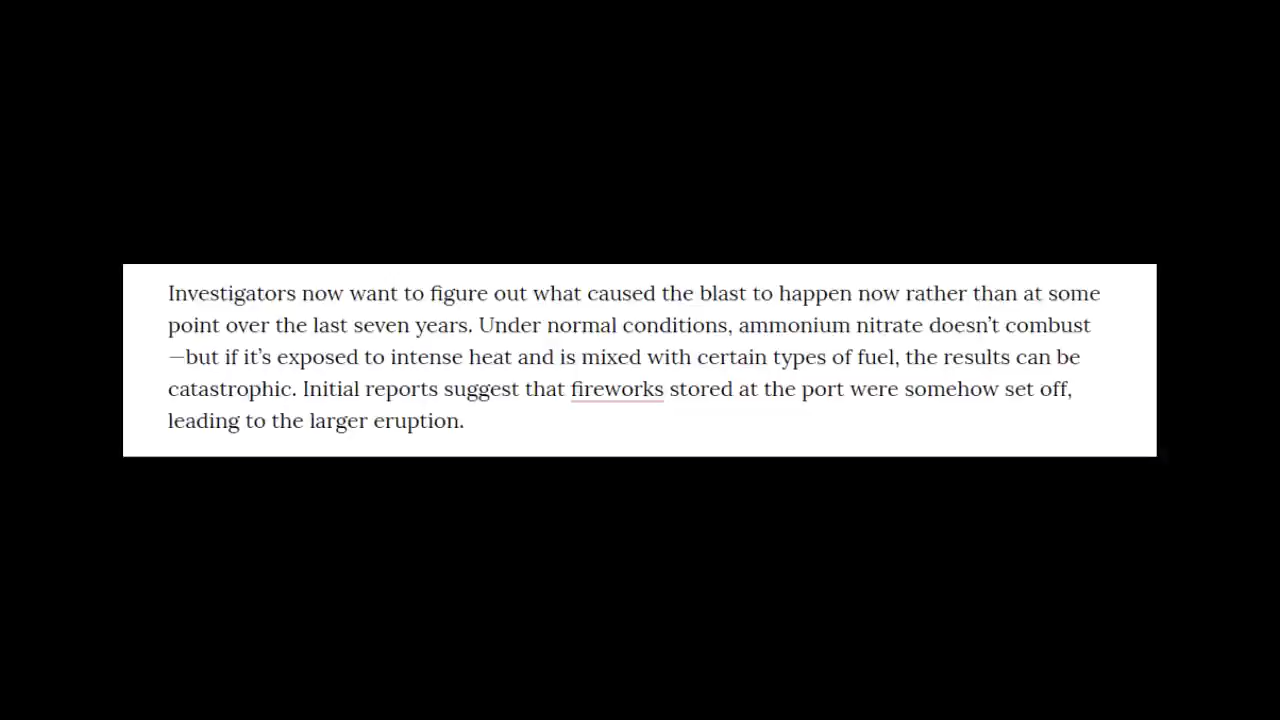 Investigators now want to figure out what caused the blast to happen now rather than at some
point over the last seven years. Under normal conditions, ammonium nitrate doesn’t combust
—but if it’s exposed to intense heat and is mixed with certain types of fuel, the results can be
catastrophic. Initial reports suggest that fireworks stored at the port were somehow set off,
leading to the larger eruption.